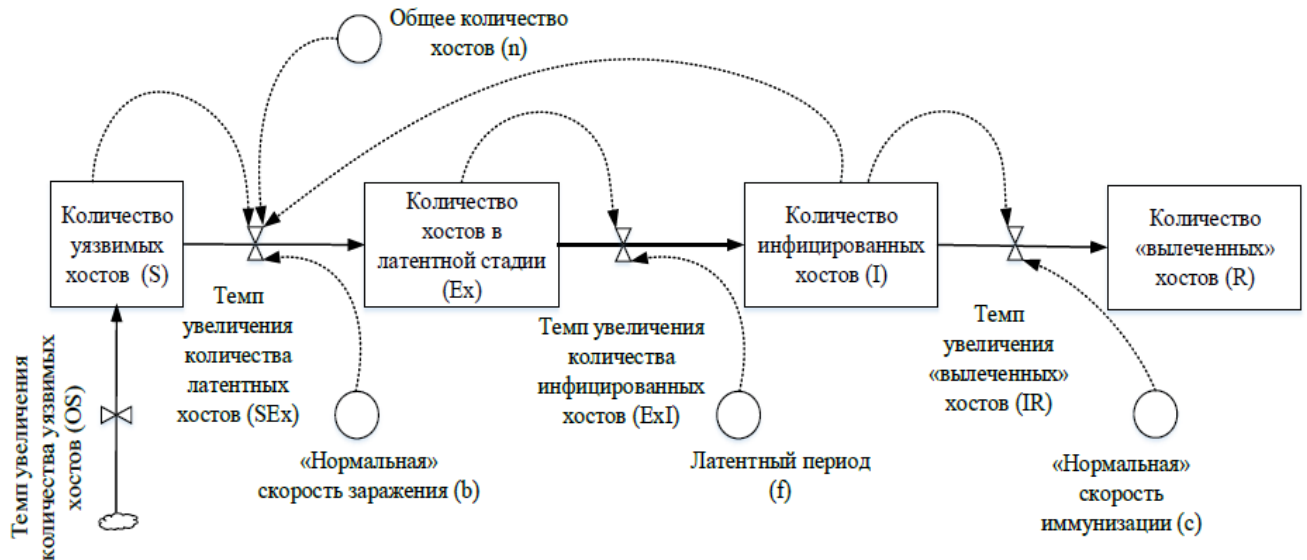 Общее количество
хостов (n)
Количество
уязвимых
хостов (S)
Количество
хостов в
латентной стадии
(Ex)
Количество
инфицированных
хостов (I)
Количество
«вылеченных»
хостов (R)
Темп
увеличения
количества
латентных
хостов (SEx)
Темп увеличения
количества
инфицированных
хостов (ExI)
Темп
увеличения
«вылеченных»
хостов (IR)
Темп увеличения
количества уязвимых
хостов (OS)
«Нормальная»
скорость заражения (b)
Латентный период
(f)
«Нормальная»
скорость
иммунизации (c)